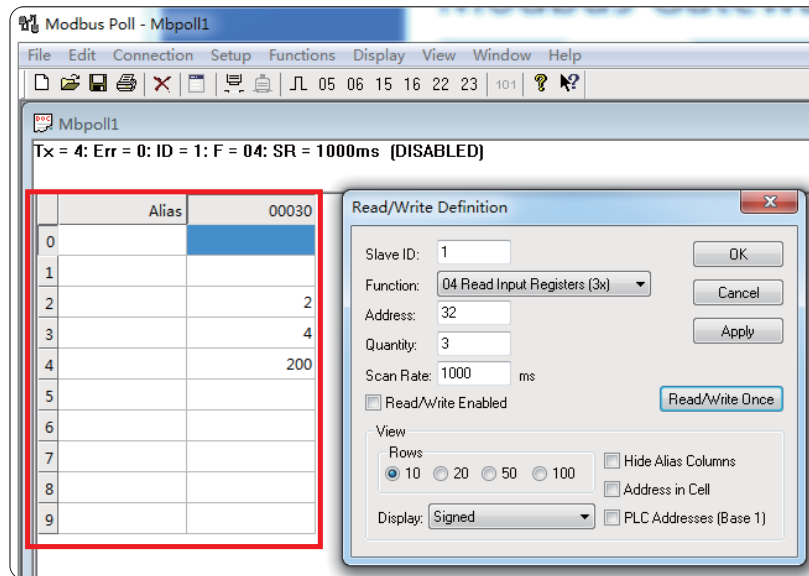 Modbus Poll - Mbpoll1
File Edit Connection Setup Functions Display View Window Help
05 06 15 16 22 23 101
Mbpoll1
Tx = 4: Err = 0: ID = 1: F = 04: SR = 1000ms (DISABLED)
Alias 00030
0
1
2 2
3 4
4 200
5
6
7
8
9
Read/Write Definition
Slave ID: 1
OK
Function: 04 Read Input Registers (3x)
Cancel
Address: 32
Apply
Quantity: 3
Scan Rate: 1000 ms
Read/Write Enabled
Read/Write Once
View
Rows
10 20 50 100
Hide Alias Columns
Address in Cell
Display: Signed
PLC Addresses (Base 1)